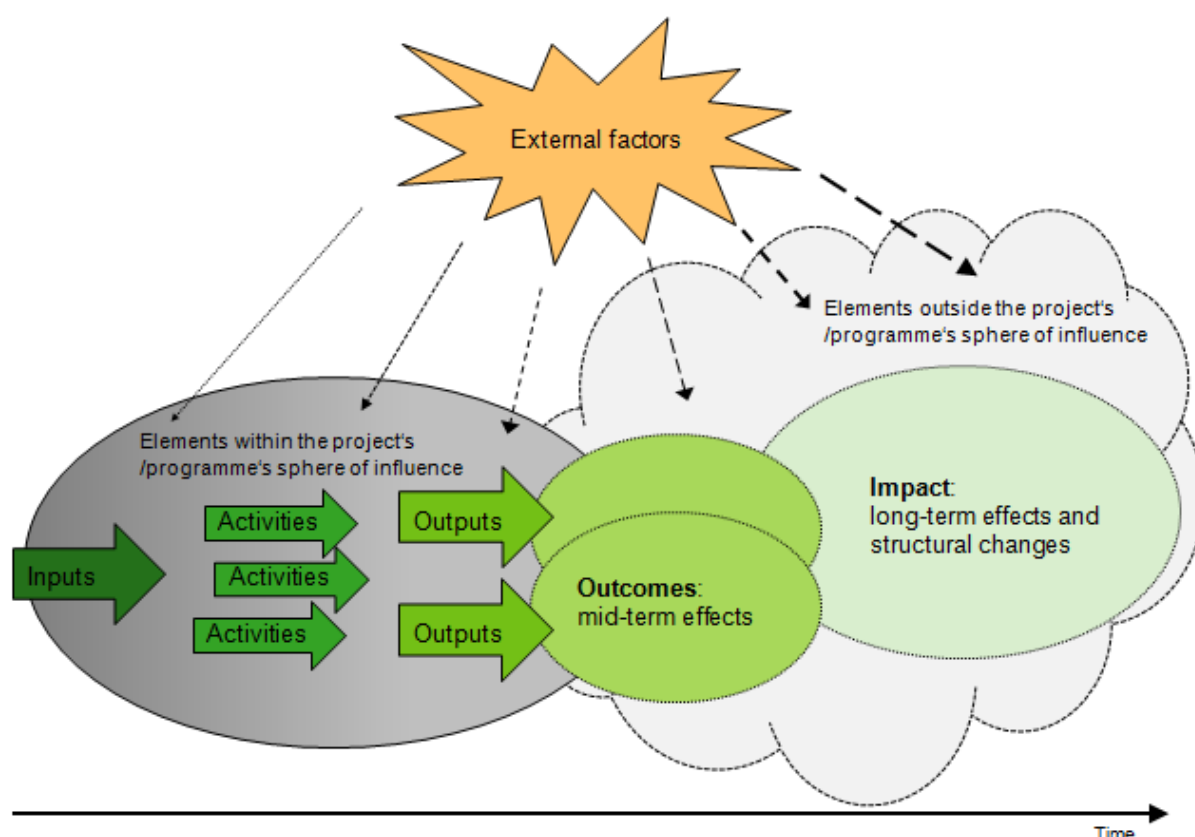 External factors
Elements outside the project's
/programme‘s sphere of influence
Elements within the project‘s
/programme‘s sphere of influence
Inputs
Activities
Activities
Activities
Outputs
Outputs
Outcomes:
mid-term effects
Impact:
long-term effects and
structural changes
Time